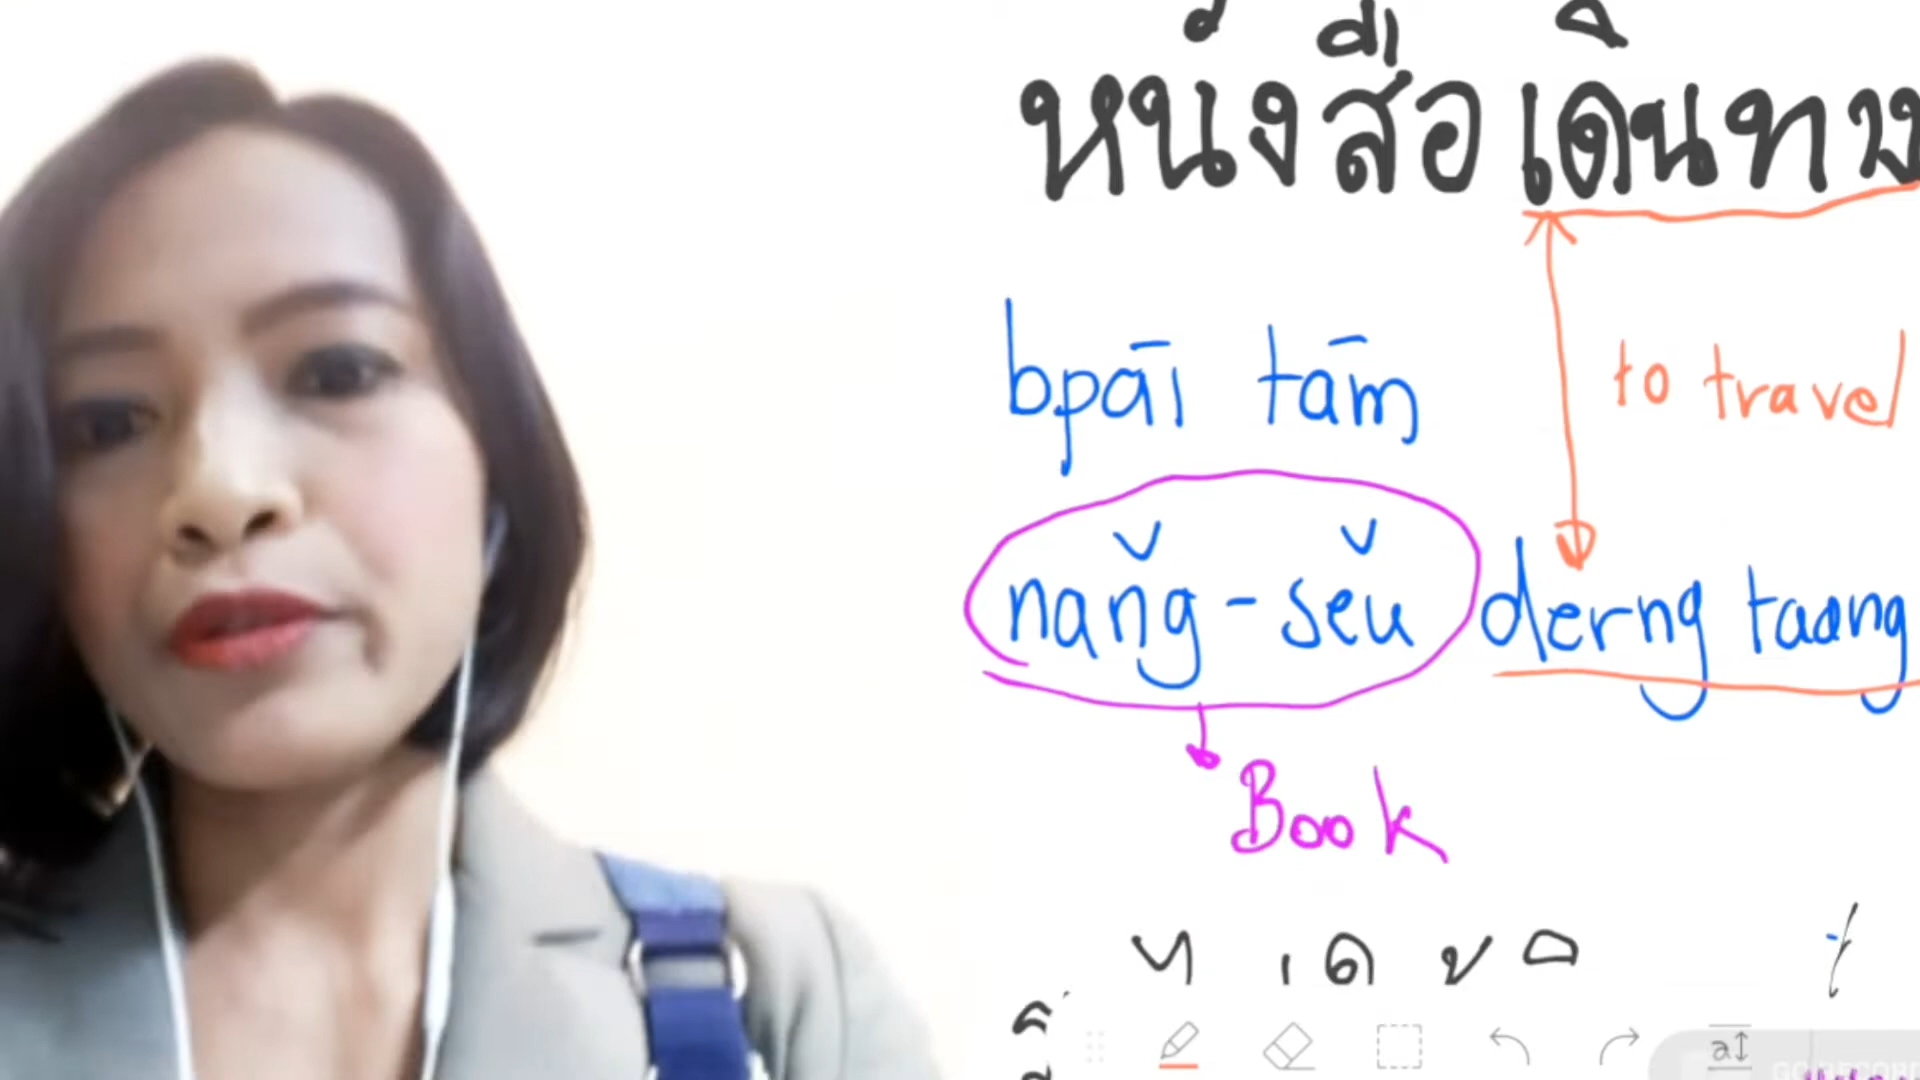 หนังสือเดินทาง
bpāi tām
to travel
nǎng-sěu derng taang
Book